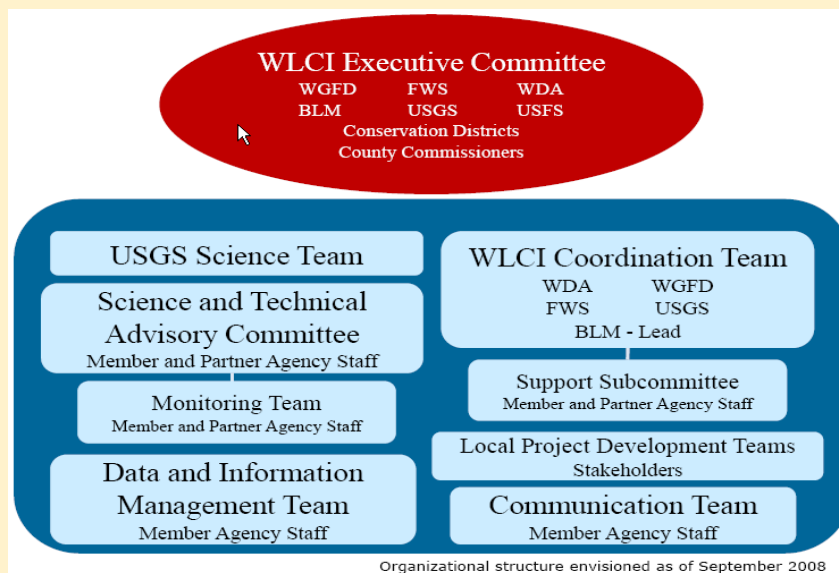 WLCI Executive Committee
WGFD FWS WDA
BLM USGS USFS
Conservation Districts
County Commissioners
USGS Science Team
Science and Technical
Advisory Committee
Member and Partner Agency Staff
Monitoring Team
Member and Partner Agency Staff
Data and Information
Management Team
Member Agency Staff
WLCI Coordination Team
WDA WGFD
FWS USGS
BLM - Lead
Support Subcommittee
Member and Partner Agency Staff
Local Project Development Teams
Stakeholders
Communication Team
Member Agency Staff
Organizational structure envisioned as of September 2008